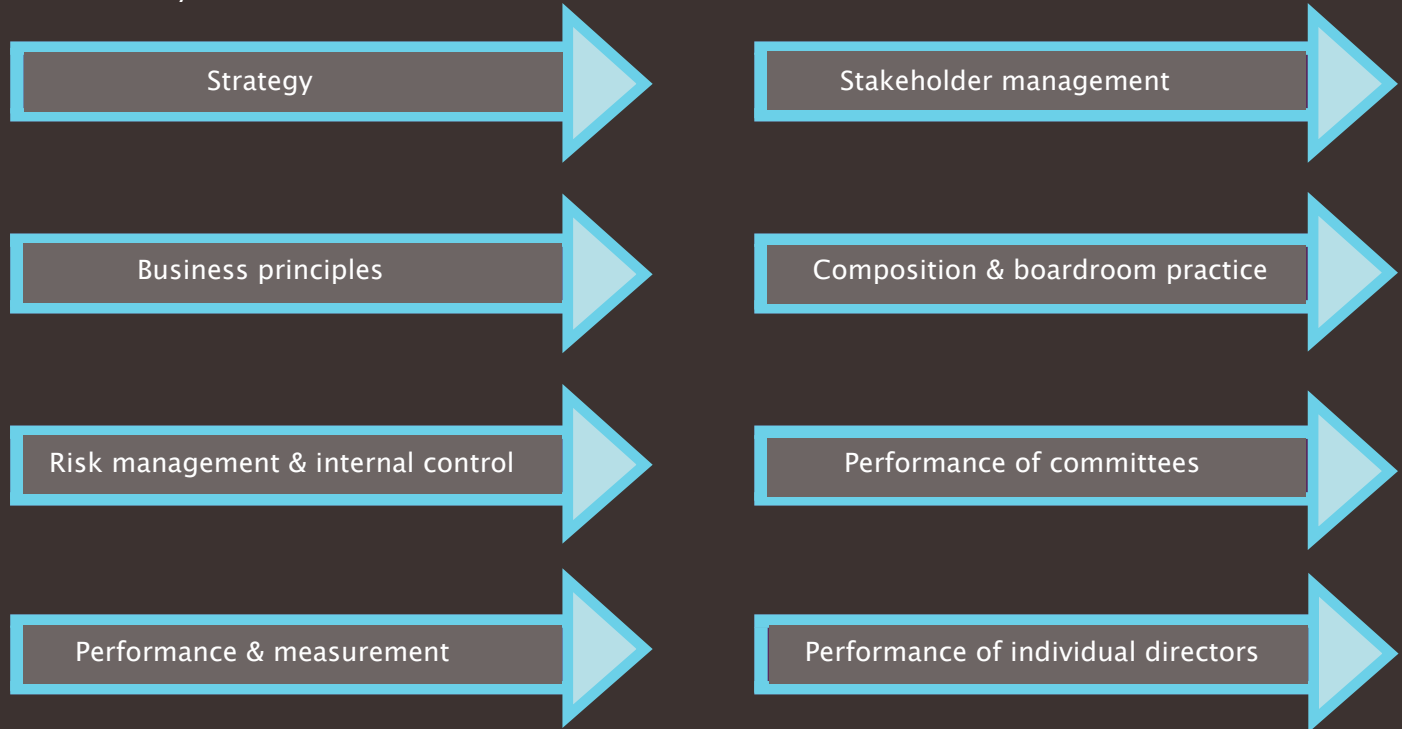 Strategy
Stakeholder management
Business principles
Composition & boardroom practice
Risk management & internal control
Performance of committees
Performance & measurement
Performance of individual directors